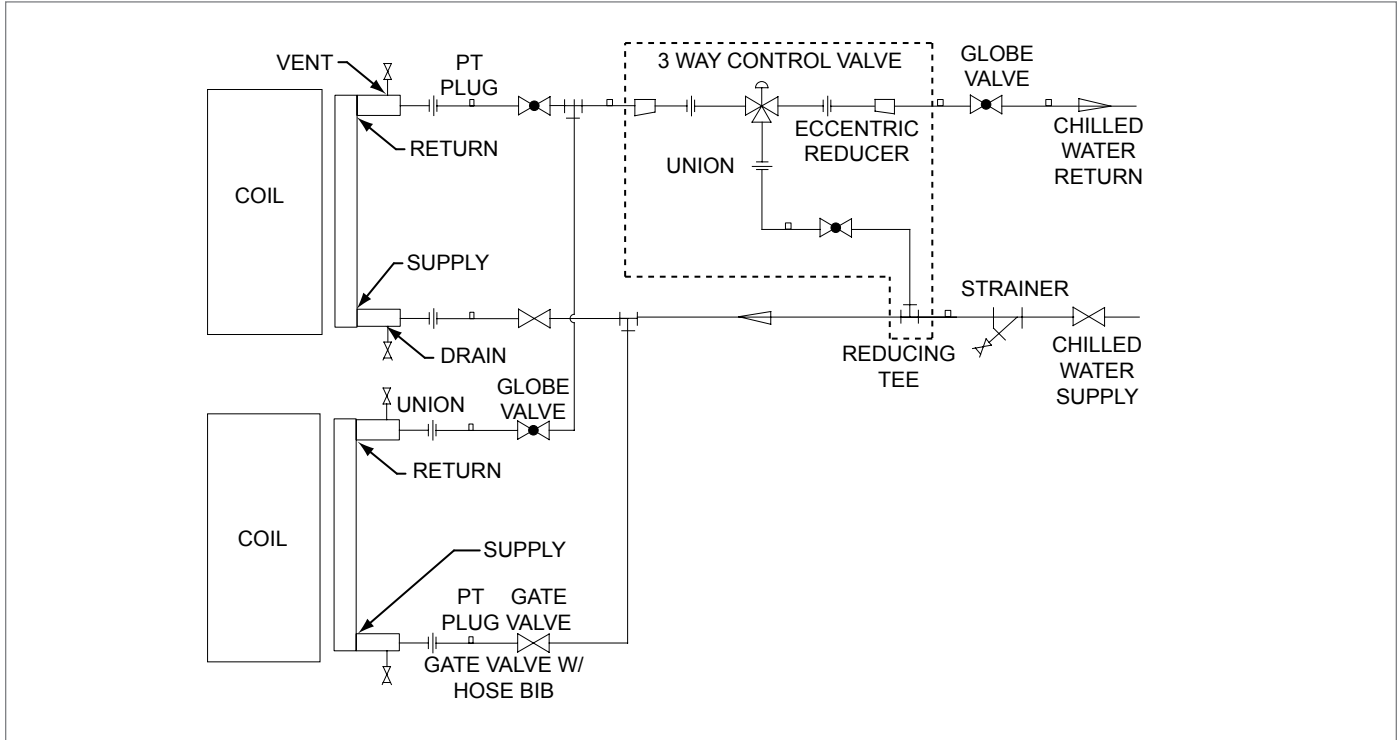 VENT
PT
PLUG
3 WAY CONTROL VALVE
GLOBE
VALVE
RETURN
COIL
UNION
ECCENTRIC
REDUCER
CHILLED
WATER
RETURN
SUPPLY
DRAIN
STRAINER
REDUCING
TEE
CHILLED
WATER
SUPPLY
UNION
GLOBE
VALVE
RETURN
COIL
SUPPLY
PT
PLUG
GATE
VALVE
GATE VALVE W/
HOSE BIB